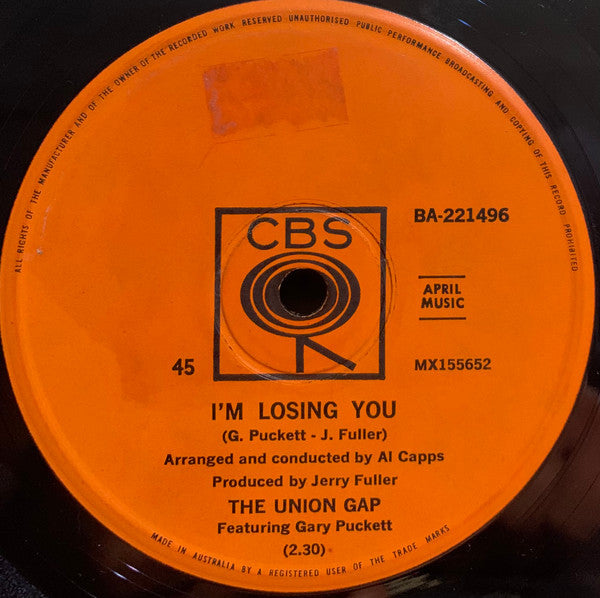 ALL RIGHTS OF THE MANUFACTURER AND OF THE OWNER OF THE RECORDED WORK RESERVED UNAUTHORISED PUBLIC PERFORMANCE BROADCASTING AND COPYING OF THIS RECORD PROHIBITED
CBS
BA-221496
APRIL
MUSIC
45
MX155652
I'M LOSING YOU
(G. Puckett - J. Fuller)
Arranged and conducted by Al Capps
Produced by Jerry Fuller
THE UNION GAP
Featuring Gary Puckett
(2.30)
MADE IN AUSTRALIA BY A REGISTERED USER OF THE TRADE MARKS